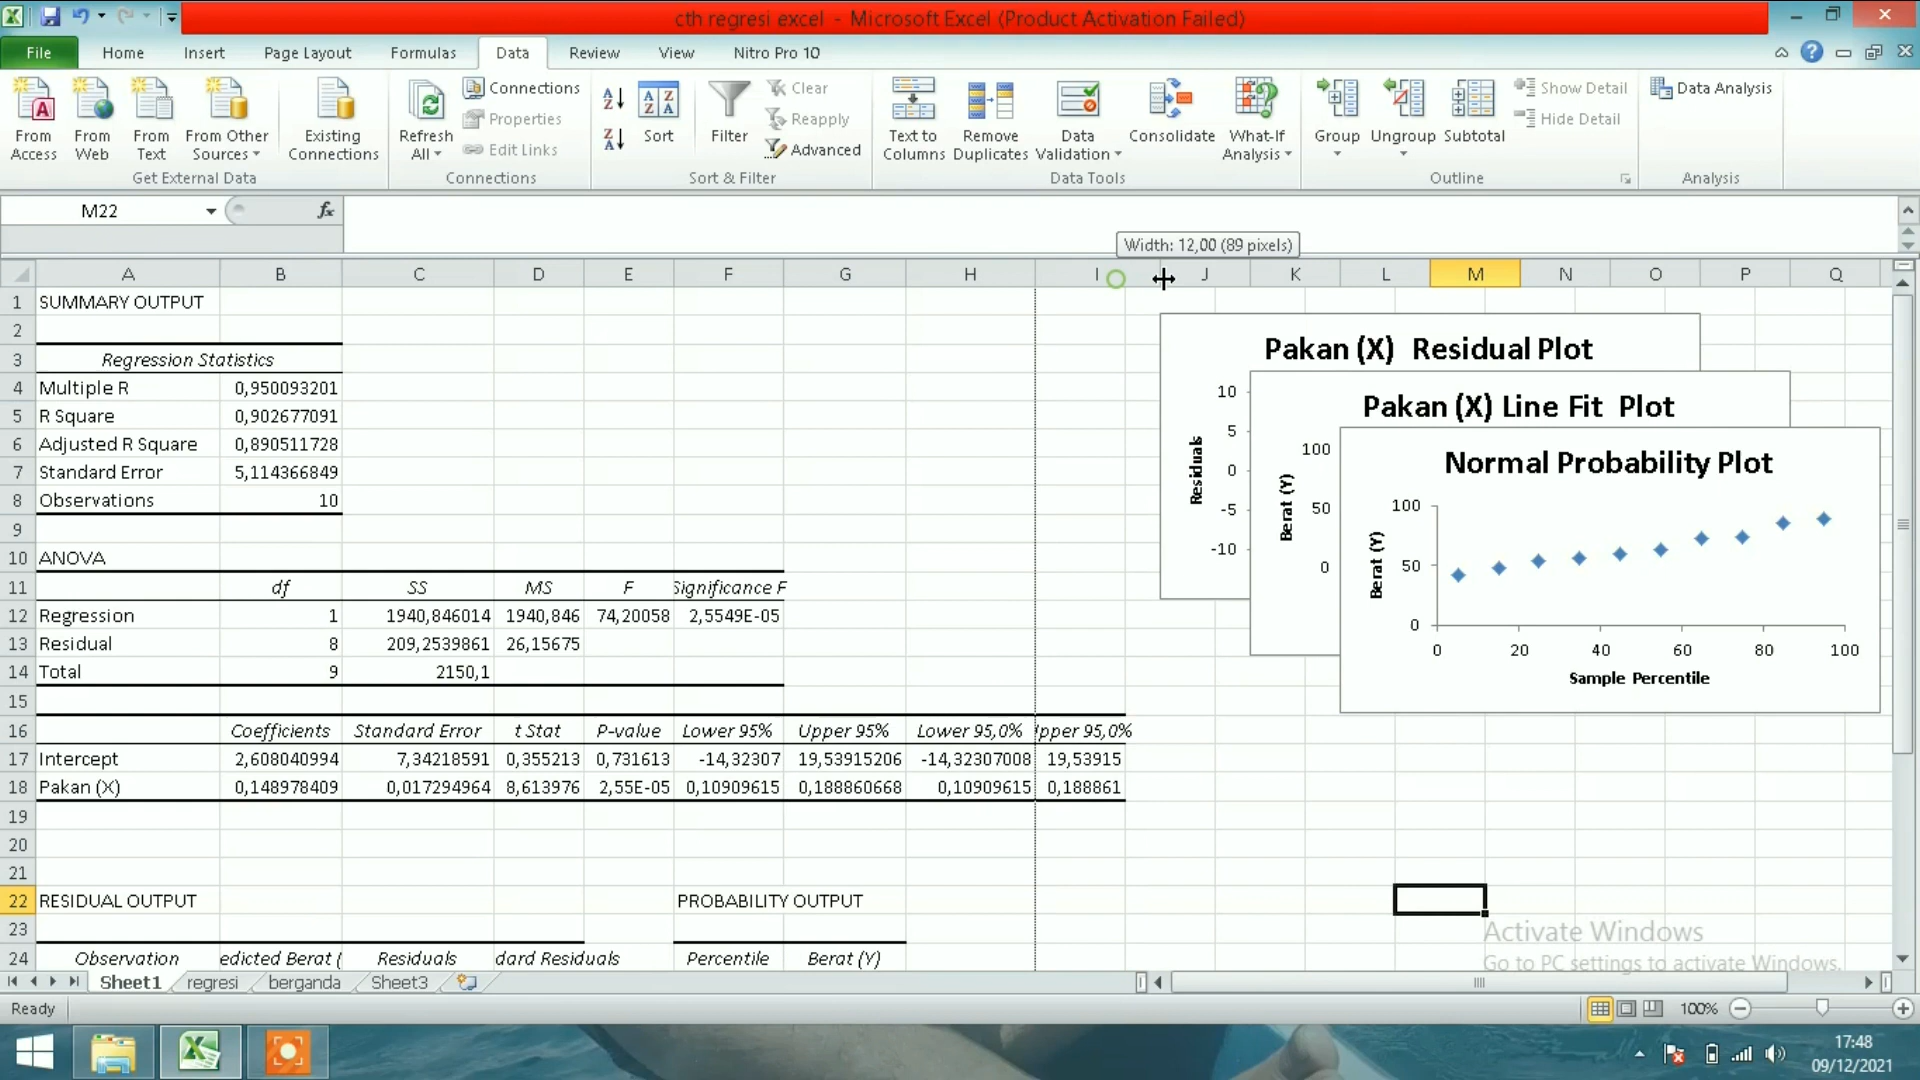 cth regresi excel - Microsoft Excel (Product Activation Failed)
File Home Insert Page Layout Formulas Data Review View Nitro Pro 10
From Access
From Web
From Text
From Other Sources
Existing Connections
Refresh All
Connections
Properties
Edit Links
Sort
Filter
Clear
Reapply
Advanced
Text to Columns
Remove Duplicates
Data Validation
Consolidate
What-If Analysis
Group
Ungroup
Subtotal
Show Detail
Hide Detail
Data Analysis
Get External Data Connections Sort & Filter Data Tools Outline Analysis
M22 fx
Width: 12,00 (89 pixels)
A B C D E F G H I J K L M N O P Q
1 SUMMARY OUTPUT
2
3 Regression Statistics
4 Multiple R 0,950093201
5 R Square 0,902677091
6 Adjusted R Square 0,890511728
7 Standard Error 5,114366849
8 Observations 10
9
10 ANOVA
11 df SS MS F Significance F
12 Regression 1 1940,846014 1940,846 74,20058 2,5549E-05
13 Residual 8 209,2539861 26,15675
14 Total 9 2150,1
15
16 Coefficients Standard Error t Stat P-value Lower 95% Upper 95% Lower 95,0% Upper 95,0%
17 Intercept 2,608040994 7,34218591 0,355213 0,731613 -14,32307 19,53915206 -14,32307008 19,53915
18 Pakan (X) 0,148978409 0,017294964 8,613976 2,55E-05 0,10909615 0,188860668 0,10909615 0,188861
19
20
21
22 RESIDUAL OUTPUT PROBABILITY OUTPUT
23
24 Observation edicted Berat ( Residuals dard Residuals Percentile Berat (Y)
Pakan (X) Residual Plot
10
5
0
-5
-10
Residuals
Pakan (X) Line Fit Plot
100
50
0
Berat (Y)
Normal Probability Plot
100
50
0
Berat (Y)
0 20 40 60 80 100
Sample Percentile
Activate Windows
Go to PC settings to activate Windows.
Sheet1 regresi berganda Sheet3
Ready 100%
17:48
09/12/2021